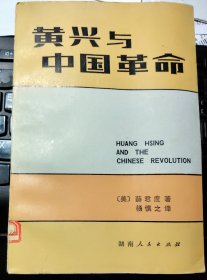 黄兴与
中国革命
HUANG HSING
AND THE
CHINESE REVOLUTION
〔美〕薛君度 著
杨慎之 译
湖南人民出版社